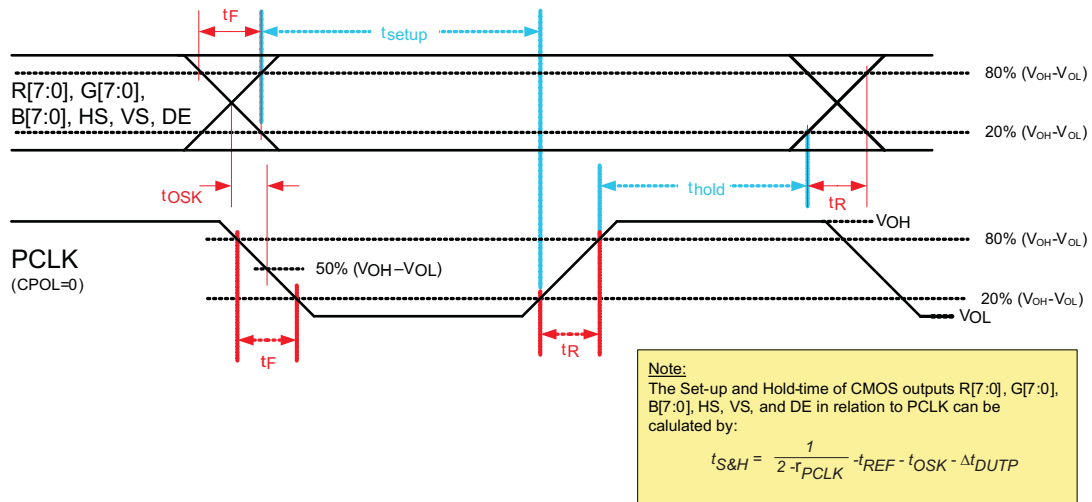 tF
tsetup
R[7:0], G[7:0],
B[7:0], HS, VS, DE
80% (VOH-VOL)
20% (VOH-VOL)
tOSK
thold
tR
VOH
PCLK
(CPOL=0)
80% (VOH-VOL)
50% (VOH–VOL)
20% (VOH-VOL)
VOL
tF
tR
Note:
The Set-up and Hold-time of CMOS outputs R[7:0], G[7:0],
B[7:0], HS, VS, and DE in relation to PCLK can be
calulated by:
tS&H = 1 / 2 -rPCLK -tREF - tOSK - ΔtDUTP